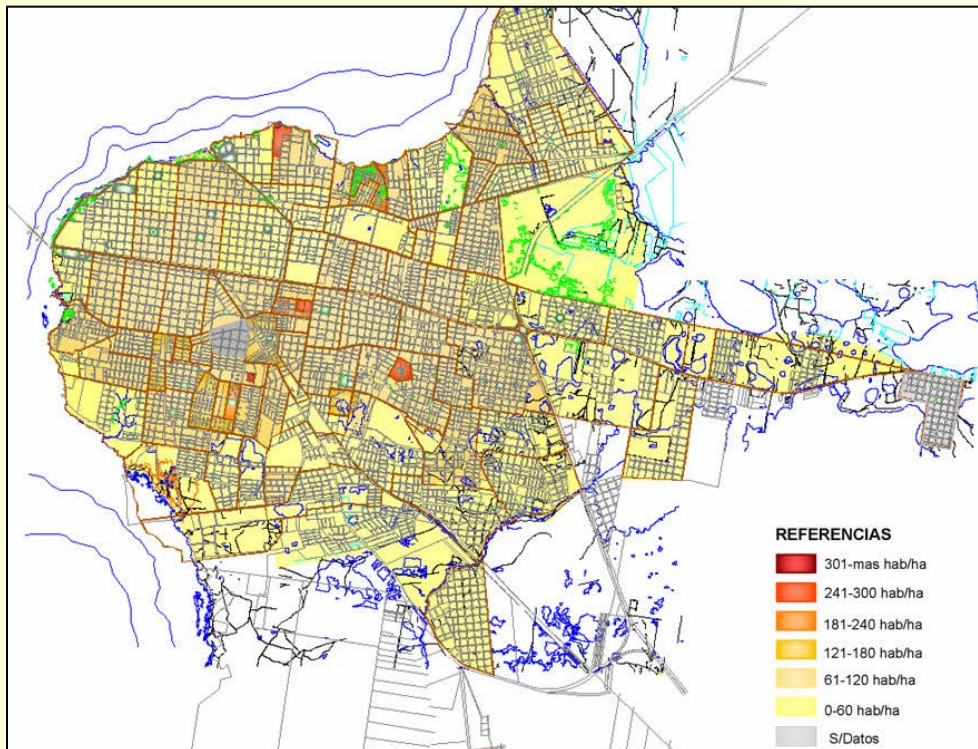 REFERENCIAS
301-mas hab/ha
241-300 hab/ha
181-240 hab/ha
121-180 hab/ha
61-120 hab/ha
0-60 hab/ha
S/Datos